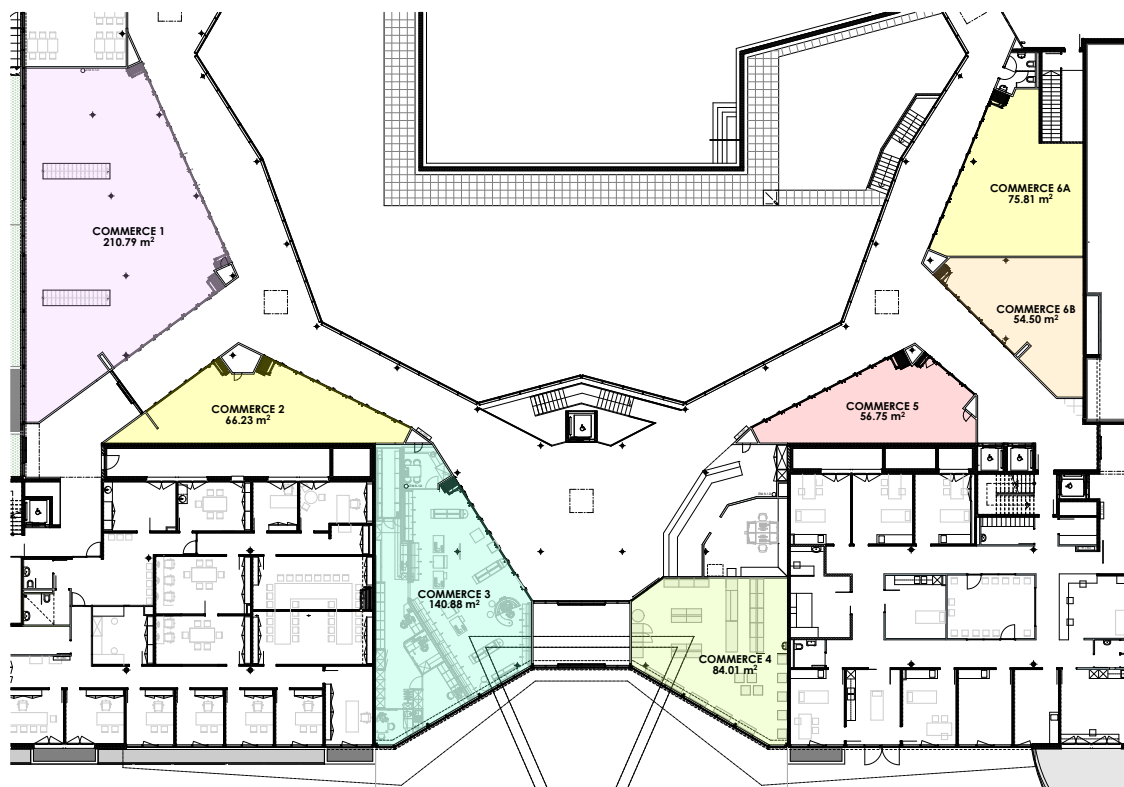 COMMERCE 1
210.79 m²
COMMERCE 2
66.23 m²
COMMERCE 3
140.88 m²
COMMERCE 4
84.01 m²
COMMERCE 5
56.75 m²
COMMERCE 6A
75.81 m²
COMMERCE 6B
54.50 m²
7